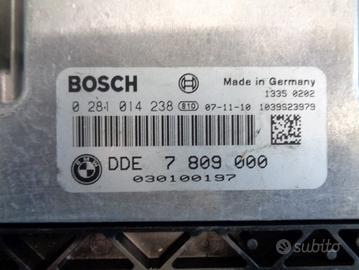 BOSCH
Made in Germany
1335 0202
0 281 014 238 810 07-11-10 1039S23979
BMW
DDE 7 809 000
030100197
subito